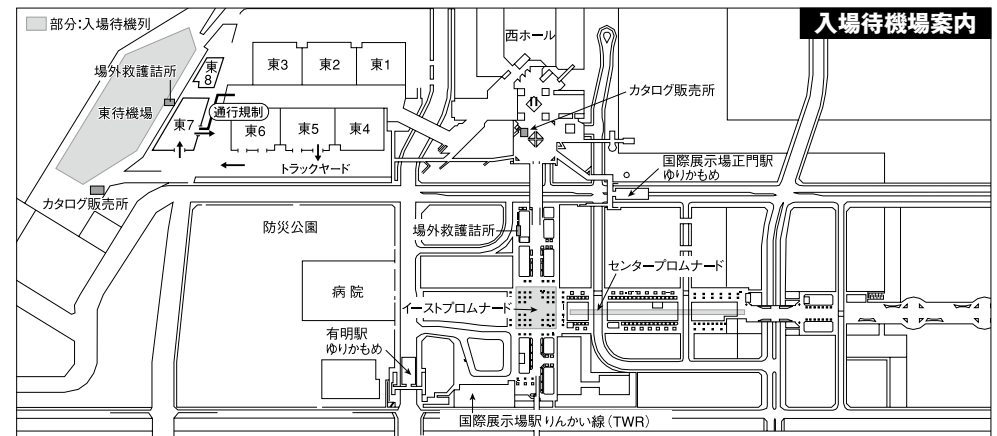 部分:入場待機列
入場待機場案内
西ホール
東3
東2
東1
東
8
場外救護詰所
カタログ販売所
東待機場
通行規制
東7
東6
東5
東4
トラックヤード
国際展示場正門駅
ゆりかもめ
カタログ販売所
防災公園
場外救護詰所
センタープロムナード
病院
イーストプロムナード
有明駅
ゆりかもめ
国際展示場駅りんかい線(TWR)